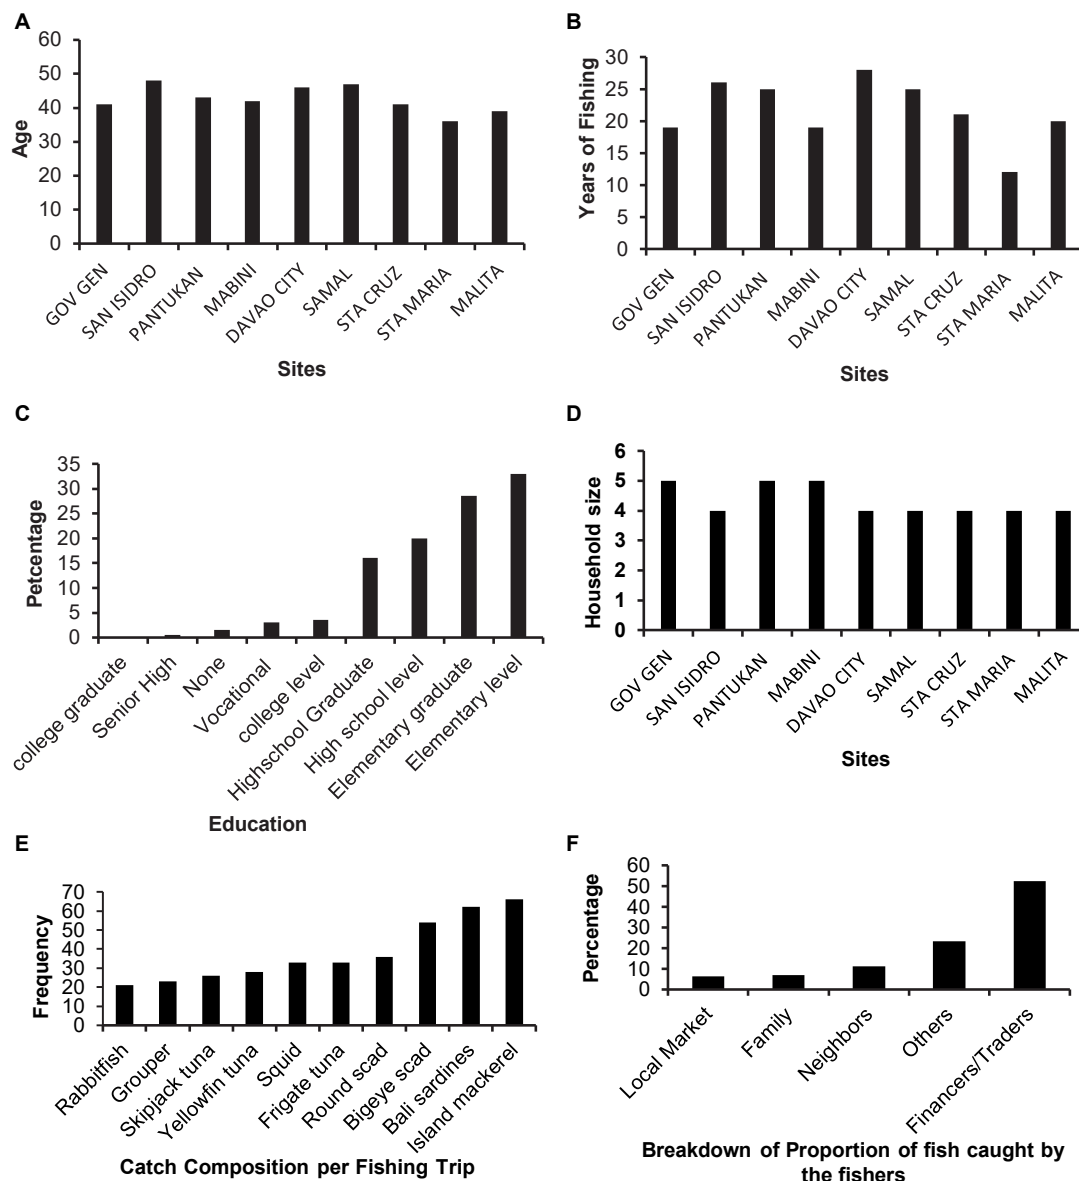 A
60
50
40
30
20
10
0
Age
GOV GEN
SAN ISIDRO
PANTUKAN
MABINI
DAVAO CITY
SAMAL
STA CRUZ
STA MARIA
MALITA
Sites
B
30
25
20
15
10
5
0
Years of Fishing
GOV GEN
SAN ISIDRO
PANTUKAN
MABINI
DAVAO CITY
SAMAL
STA CRUZ
STA MARIA
MALITA
Sites
C
35
30
25
20
15
10
5
0
Petcentage
college graduate
Senior High
None
Vocational
college level
Highschool Graduate
High school level
Elementary graduate
Elementary level
Education
D
6
5
4
3
2
1
0
Household size
GOV GEN
SAN ISIDRO
PANTUKAN
MABINI
DAVAO CITY
SAMAL
STA CRUZ
STA MARIA
MALITA
Sites
E
70
60
50
40
30
20
10
0
Frequency
Rabbitfish
Grouper
Skipjack tuna
Yellowfin tuna
Squid
Frigate tuna
Round scad
Bigeye scad
Bali sardines
Island mackerel
Catch Composition per Fishing Trip
F
60
50
40
30
20
10
0
Percentage
Local Market
Family
Neighbors
Others
Financers/Traders
Breakdown of Proportion of fish caught by
the fishers